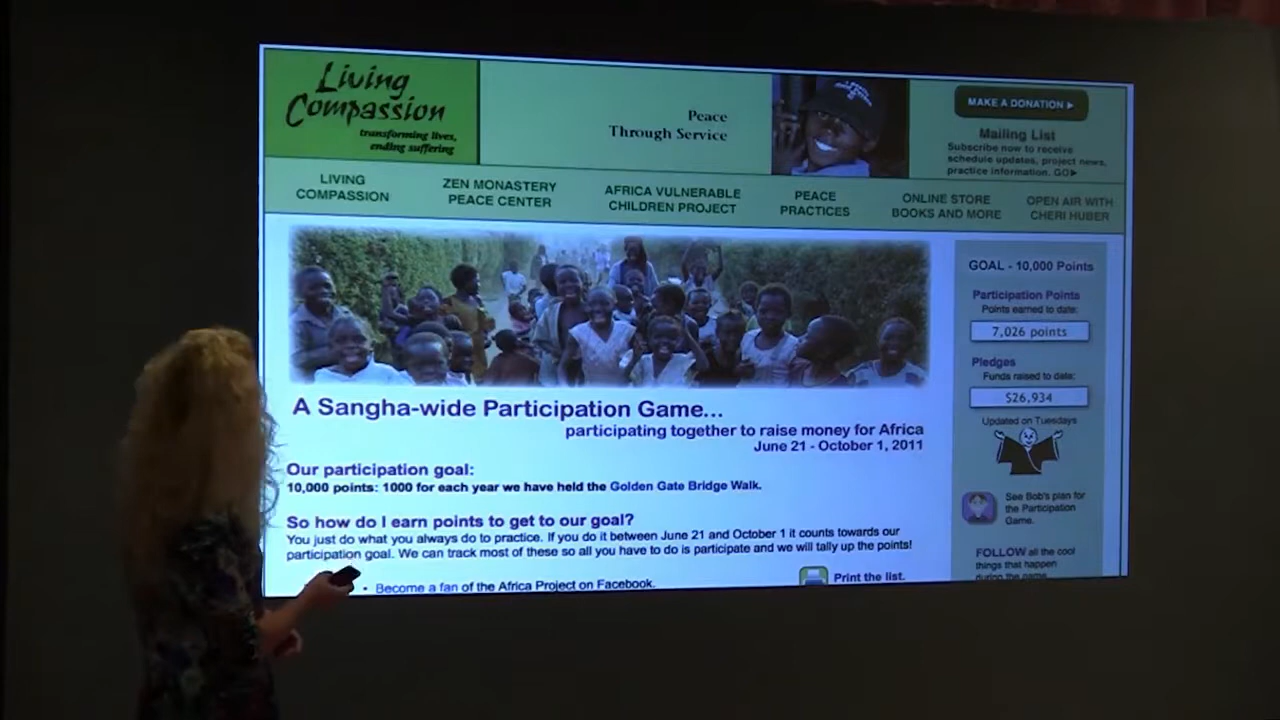 Living
Compassion
transforming lives,
ending suffering
Peace
Through Service
MAKE A DONATION ▶
Mailing List
Subscribe now to receive
schedule updates, project news,
practice information. GO▶
LIVING
COMPASSION
ZEN MONASTERY
PEACE CENTER
AFRICA VULNERABLE
CHILDREN PROJECT
PEACE
PRACTICES
ONLINE STORE
BOOKS AND MORE
OPEN AIR WITH
CHERI HUBER
A Sangha-wide Participation Game...
participating together to raise money for Africa
June 21 - October 1, 2011
Our participation goal:
10,000 points: 1000 for each year we have held the Golden Gate Bridge Walk.
So how do I earn points to get to our goal?
You just do what you always do to practice. If you do it between June 21 and October 1 it counts towards our
participation goal. We can track most of these so all you have to do is participate and we will tally up the points!
• Become a fan of the Africa Project on Facebook.
Print the list.
GOAL - 10,000 Points
Participation Points
Points earned to date:
7,026 points
Pledges
Funds raised to date:
$26,934
Updated on Tuesdays
See Bob's plan for
the Participation
Game.
FOLLOW all the cool
things that happen
during the game